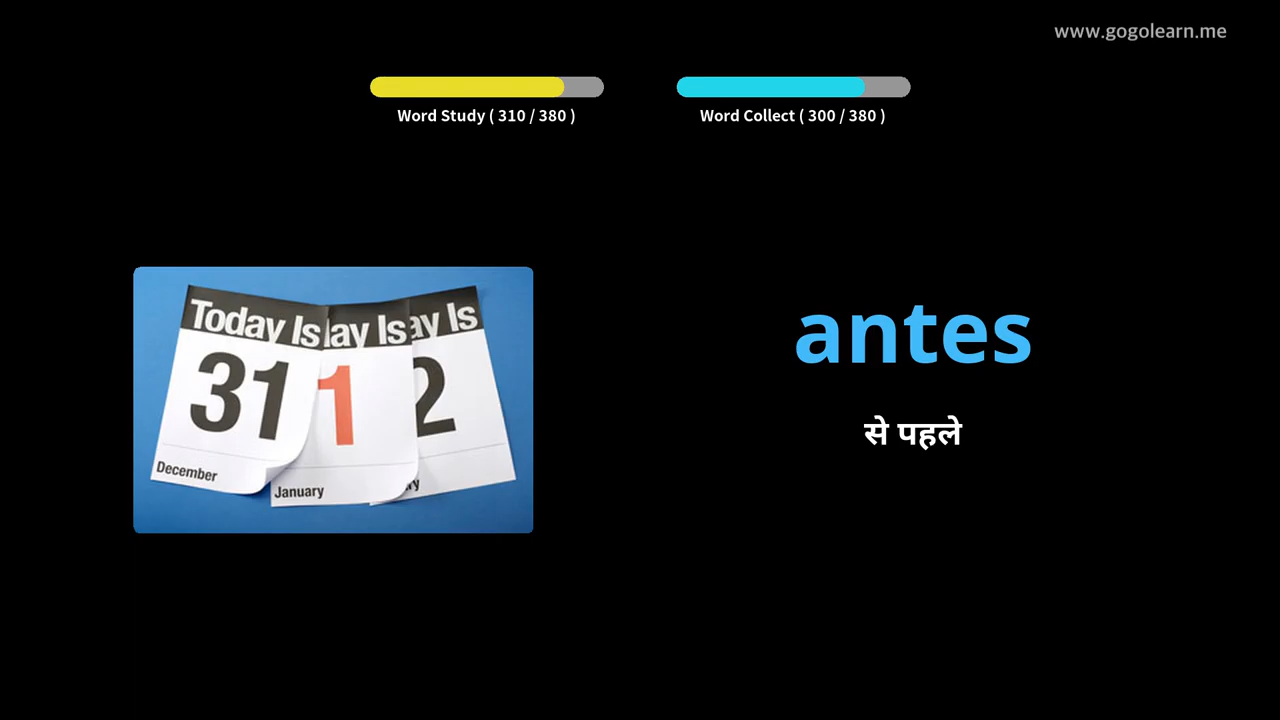 www.gogolearn.me
Word Study ( 310 / 380 )
Word Collect ( 300 / 380 )
Today Is
31
December
ay Is
1
January
ay Is
2
ry
antes
से पहले